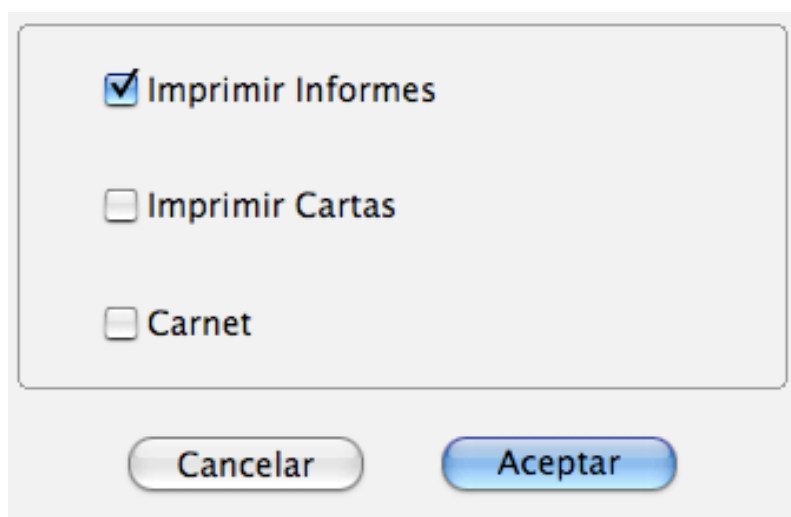 Imprimir Informes
Imprimir Cartas
Carnet
Cancelar
Aceptar